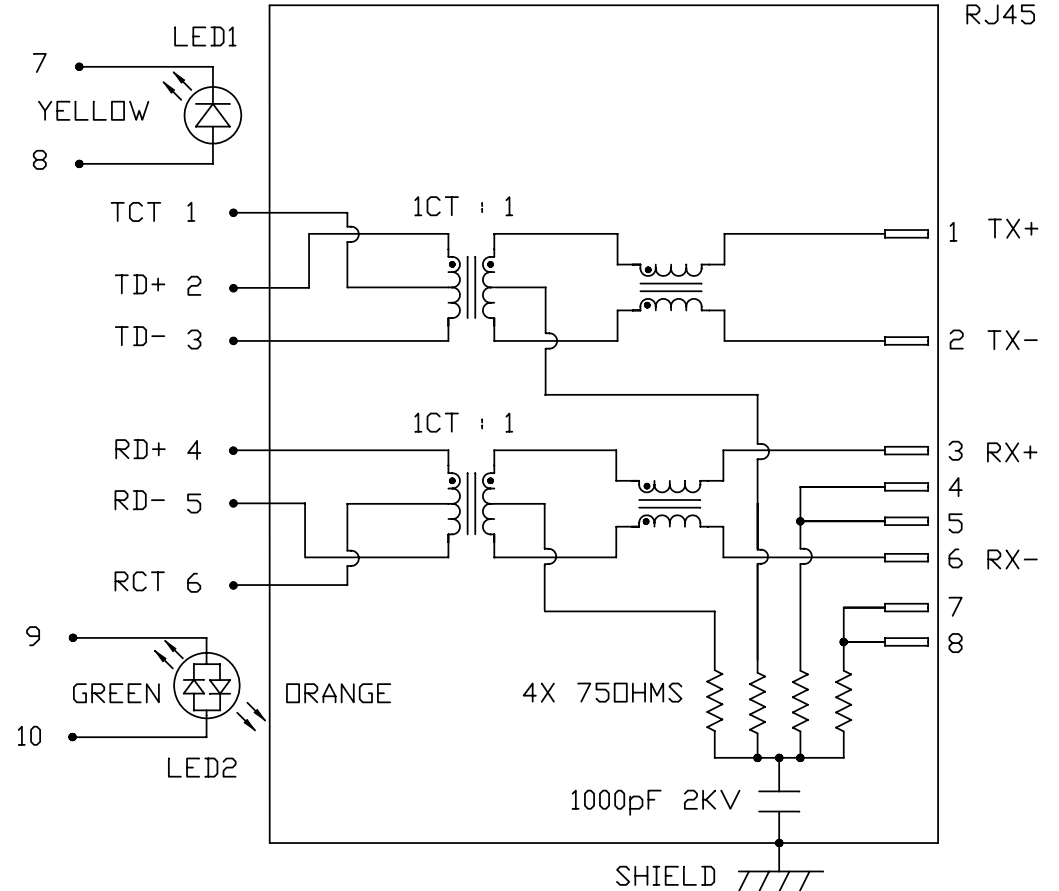 RJ45
LED1
7
YELLOW
8
TCT 1
1CT : 1
1 TX+
TD+ 2
TD- 3
2 TX-
1CT : 1
RD+ 4
3 RX+
4
RD- 5
5
6 RX-
RCT 6
7
9
8
GREEN
ORANGE
4X 75OHMS
10
LED2
1000pF 2KV
SHIELD